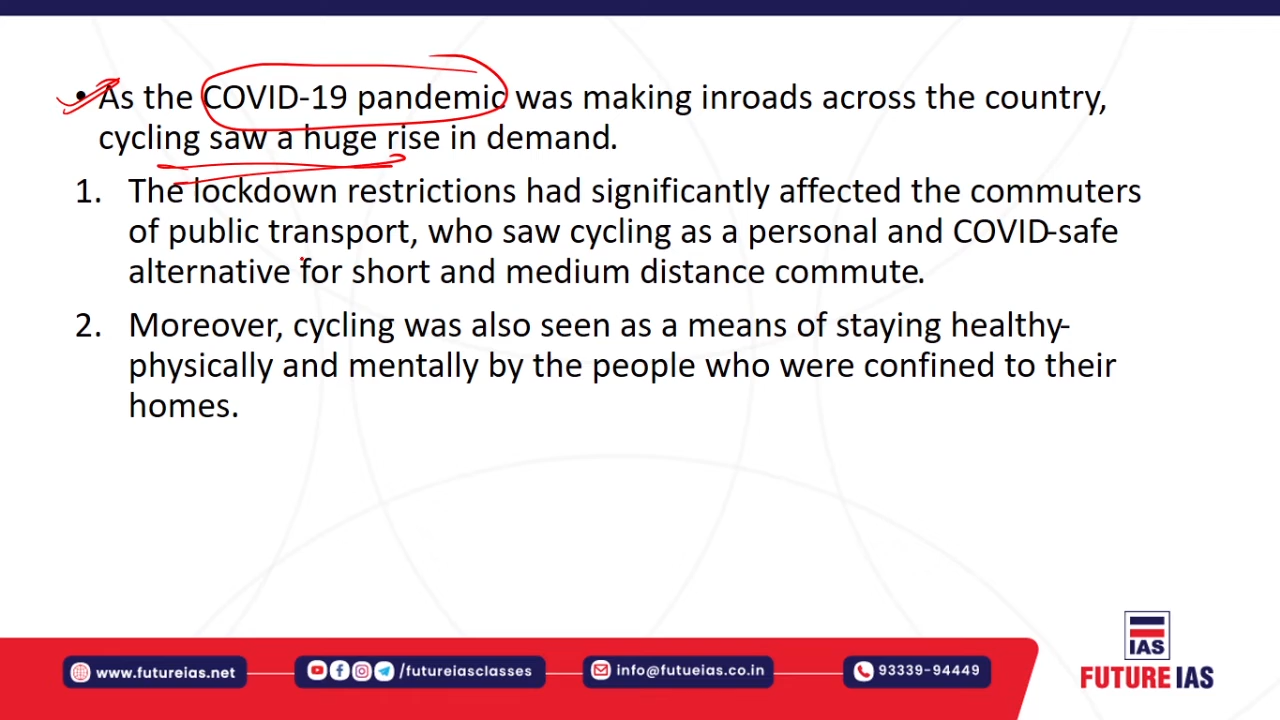 • As the COVID-19 pandemic was making inroads across the country,
cycling saw a huge rise in demand.
1. The lockdown restrictions had significantly affected the commuters
of public transport, who saw cycling as a personal and COVID-safe
alternative for short and medium distance commute.
2. Moreover, cycling was also seen as a means of staying healthy-
physically and mentally by the people who were confined to their
homes.
IAS
FUTURE IAS
www.futureias.net
/futureiasclasses
info@futueias.co.in
93339-94449